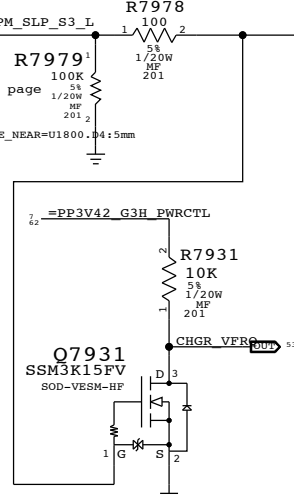 R7978
PM_SLP_S3_L
1
100
2
5%
1/20W
MF
201
R7979
1
100K
page
5%
1/20W
MF
201
2
E_NEAR=U1800.D4:5mm
7
62
=PP3V42_G3H_PWRCTL
2
R7931
10K
5%
1/20W
MF
201
1
CHGR_VFRQ
OUT
53
Q7931
SSM3K15FV
SOD-VESM-HF
D
3
1
G
S
2